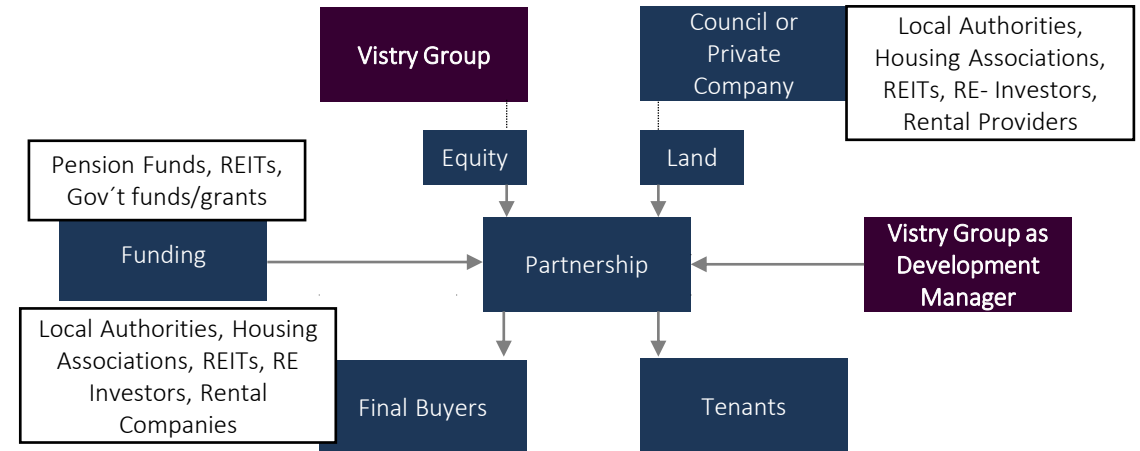 Vistry Group
Council or
Private
Company
Local Authorities,
Housing Associations,
REITs, RE- Investors,
Rental Providers
Equity
Land
Pension Funds, REITs,
Gov´t funds/grants
Funding
Partnership
Vistry Group as
Development
Manager
Local Authorities, Housing
Associations, REITs, RE
Investors, Rental
Companies
Final Buyers
Tenants